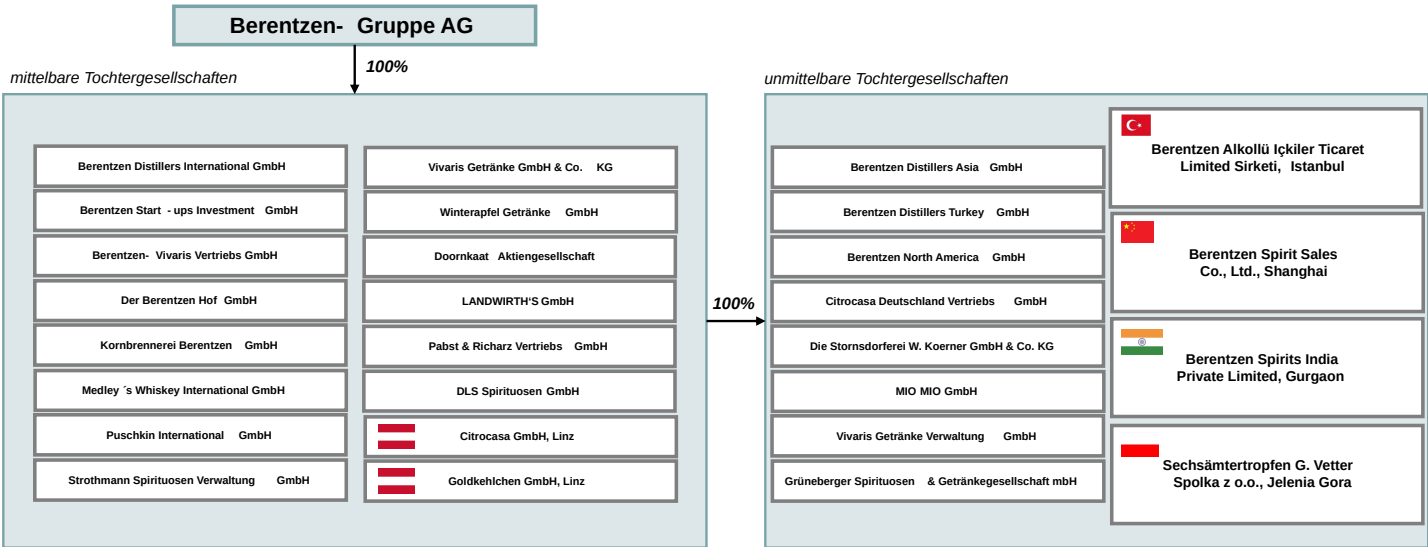 Berentzen- Gruppe AG
100%
mittelbare Tochtergesellschaften
Berentzen Distillers International GmbH
Berentzen Start - ups Investment GmbH
Berentzen- Vivaris Vertriebs GmbH
Der Berentzen Hof GmbH
Kornbrennerei Berentzen GmbH
Medley ´s Whiskey International GmbH
Puschkin International GmbH
Strothmann Spirituosen Verwaltung GmbH
Vivaris Getränke GmbH & Co. KG
Winterapfel Getränke GmbH
Doornkaat Aktiengesellschaft
LANDWIRTH'S GmbH
Pabst & Richarz Vertriebs GmbH
DLS Spirituosen GmbH
Citrocasa GmbH, Linz
Goldkehlchen GmbH, Linz
100%
unmittelbare Tochtergesellschaften
Berentzen Distillers Asia GmbH
Berentzen Distillers Turkey GmbH
Berentzen North America GmbH
Citrocasa Deutschland Vertriebs GmbH
Die Stornsdorferei W. Koerner GmbH & Co. KG
MIO MIO GmbH
Vivaris Getränke Verwaltung GmbH
Grüneberger Spirituosen & Getränkegesellschaft mbH
Berentzen Alkollü Içkiler Ticaret
Limited Sirketi, Istanbul
Berentzen Spirit Sales
Co., Ltd., Shanghai
Berentzen Spirits India
Private Limited, Gurgaon
Sechsämtertropfen G. Vetter
Spolka z o.o., Jelenia Gora